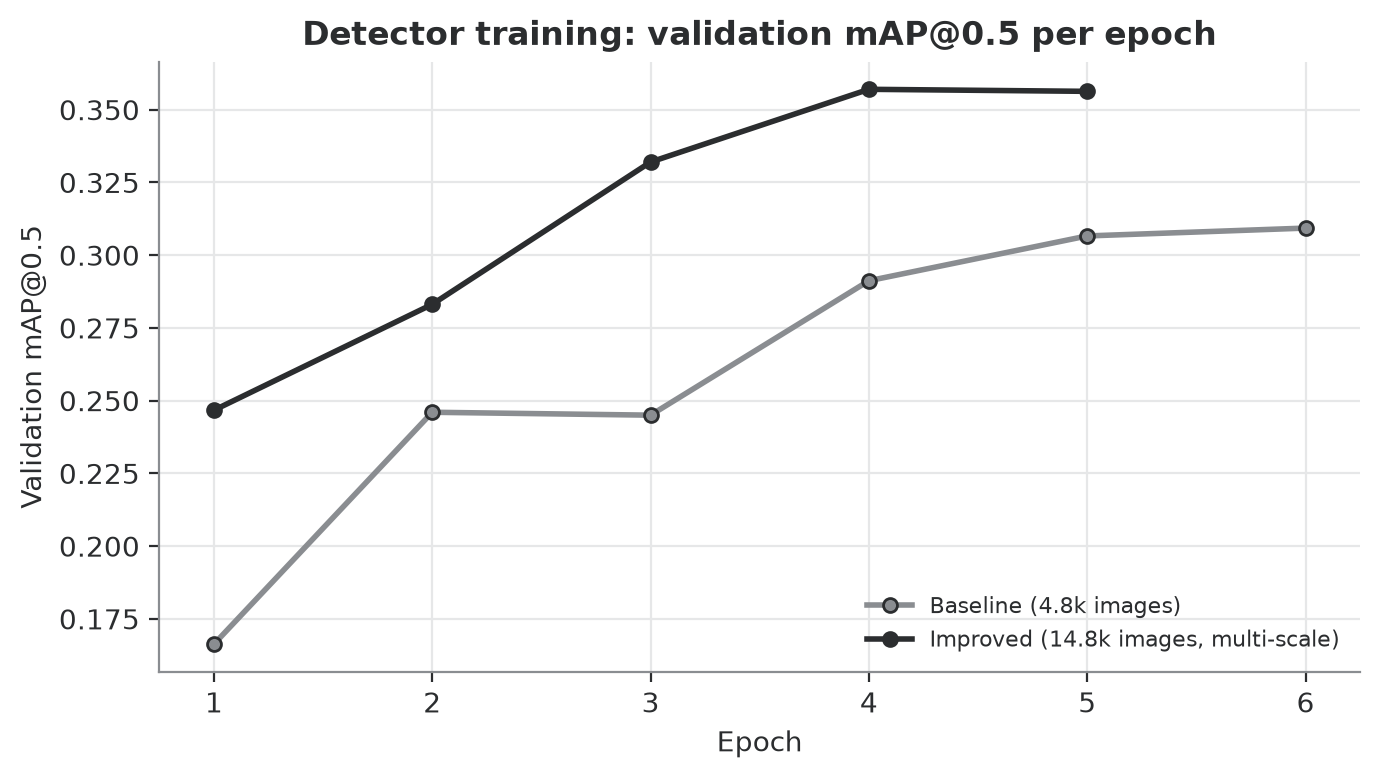 Detector training: validation mAP@0.5 per epoch
Validation mAP@0.5
0.350
0.325
0.300
0.275
0.250
0.225
0.200
0.175
Baseline (4.8k images)
Improved (14.8k images, multi-scale)
1 2 3 4 5 6
Epoch